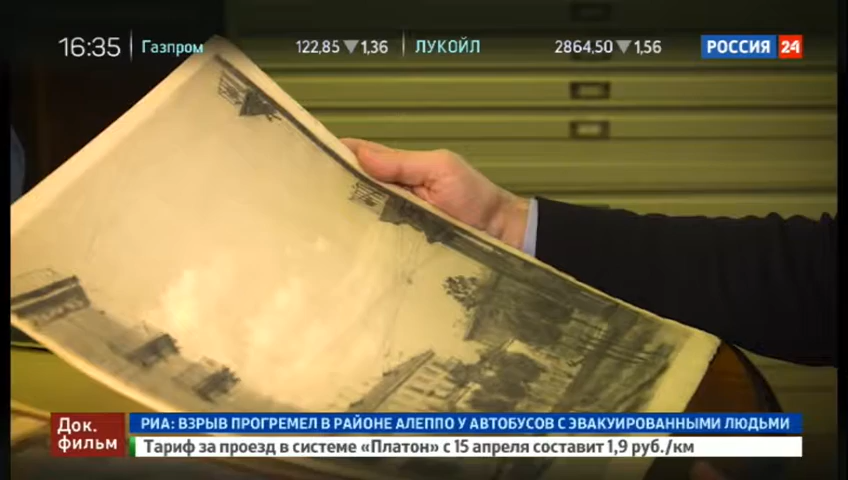 16:35 Газпром 122,85▼1,36 ЛУКОЙЛ 2864,50▼1,56 РОССИЯ 24
Док. фильм
РИА: ВЗРЫВ ПРОГРЕМЕЛ В РАЙОНЕ АЛЕППО У АВТОБУСОВ С ЭВАКУИРОВАННЫМИ ЛЮДЬМИ
Тариф за проезд в системе «Платон» с 15 апреля составит 1,9 руб./км